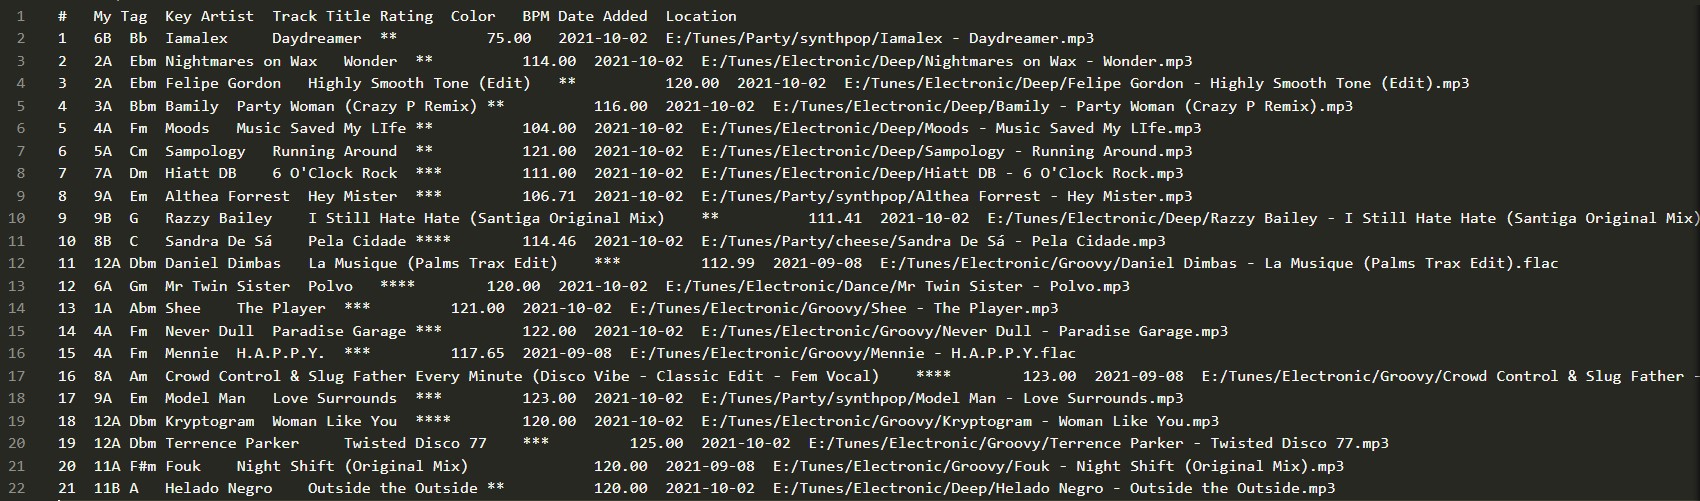 1 # My Tag Key Artist Track Title Rating Color BPM Date Added Location
2 1 6B Bb Iamalex Daydreamer ** 75.00 2021-10-02 E:/Tunes/Party/synthpop/Iamalex - Daydreamer.mp3
3 2 2A Ebm Nightmares on Wax Wonder ** 114.00 2021-10-02 E:/Tunes/Electronic/Deep/Nightmares on Wax - Wonder.mp3
4 3 2A Ebm Felipe Gordon Highly Smooth Tone (Edit) ** 120.00 2021-10-02 E:/Tunes/Electronic/Deep/Felipe Gordon - Highly Smooth Tone (Edit).mp3
5 4 3A Bbm Bamily Party Woman (Crazy P Remix) ** 116.00 2021-10-02 E:/Tunes/Electronic/Deep/Bamily - Party Woman (Crazy P Remix).mp3
6 5 4A Fm Moods Music Saved My LIfe ** 104.00 2021-10-02 E:/Tunes/Electronic/Deep/Moods - Music Saved My LIfe.mp3
7 6 5A Cm Sampology Running Around ** 121.00 2021-10-02 E:/Tunes/Electronic/Deep/Sampology - Running Around.mp3
8 7 7A Dm Hiatt DB 6 O'Clock Rock *** 111.00 2021-10-02 E:/Tunes/Electronic/Deep/Hiatt DB - 6 O'Clock Rock.mp3
9 8 9A Em Althea Forrest Hey Mister *** 106.71 2021-10-02 E:/Tunes/Party/synthpop/Althea Forrest - Hey Mister.mp3
10 9 9B G Razzy Bailey I Still Hate Hate (Santiga Original Mix) ** 111.41 2021-10-02 E:/Tunes/Electronic/Deep/Razzy Bailey - I Still Hate Hate (Santiga Original Mix)
11 10 8B C Sandra De Sá Pela Cidade **** 114.46 2021-10-02 E:/Tunes/Party/cheese/Sandra De Sá - Pela Cidade.mp3
12 11 12A Dbm Daniel Dimbas La Musique (Palms Trax Edit) *** 112.99 2021-09-08 E:/Tunes/Electronic/Groovy/Daniel Dimbas - La Musique (Palms Trax Edit).flac
13 12 6A Gm Mr Twin Sister Polvo **** 120.00 2021-10-02 E:/Tunes/Electronic/Dance/Mr Twin Sister - Polvo.mp3
14 13 1A Abm Shee The Player *** 121.00 2021-10-02 E:/Tunes/Electronic/Groovy/Shee - The Player.mp3
15 14 4A Fm Never Dull Paradise Garage *** 122.00 2021-10-02 E:/Tunes/Electronic/Groovy/Never Dull - Paradise Garage.mp3
16 15 4A Fm Mennie H.A.P.P.Y. *** 117.65 2021-09-08 E:/Tunes/Electronic/Groovy/Mennie - H.A.P.P.Y.flac
17 16 8A Am Crowd Control & Slug Father Every Minute (Disco Vibe - Classic Edit - Fem Vocal) **** 123.00 2021-09-08 E:/Tunes/Electronic/Groovy/Crowd Control & Slug Father -
18 17 9A Em Model Man Love Surrounds *** 123.00 2021-10-02 E:/Tunes/Party/synthpop/Model Man - Love Surrounds.mp3
19 18 12A Dbm Kryptogram Woman Like You **** 120.00 2021-10-02 E:/Tunes/Electronic/Groovy/Kryptogram - Woman Like You.mp3
20 19 12A Dbm Terrence Parker Twisted Disco 77 *** 125.00 2021-10-02 E:/Tunes/Electronic/Groovy/Terrence Parker - Twisted Disco 77.mp3
21 20 11A F#m Fouk Night Shift (Original Mix) 120.00 2021-09-08 E:/Tunes/Electronic/Groovy/Fouk - Night Shift (Original Mix).mp3
22 21 11B A Helado Negro Outside the Outside ** 120.00 2021-10-02 E:/Tunes/Electronic/Deep/Helado Negro - Outside the Outside.mp3